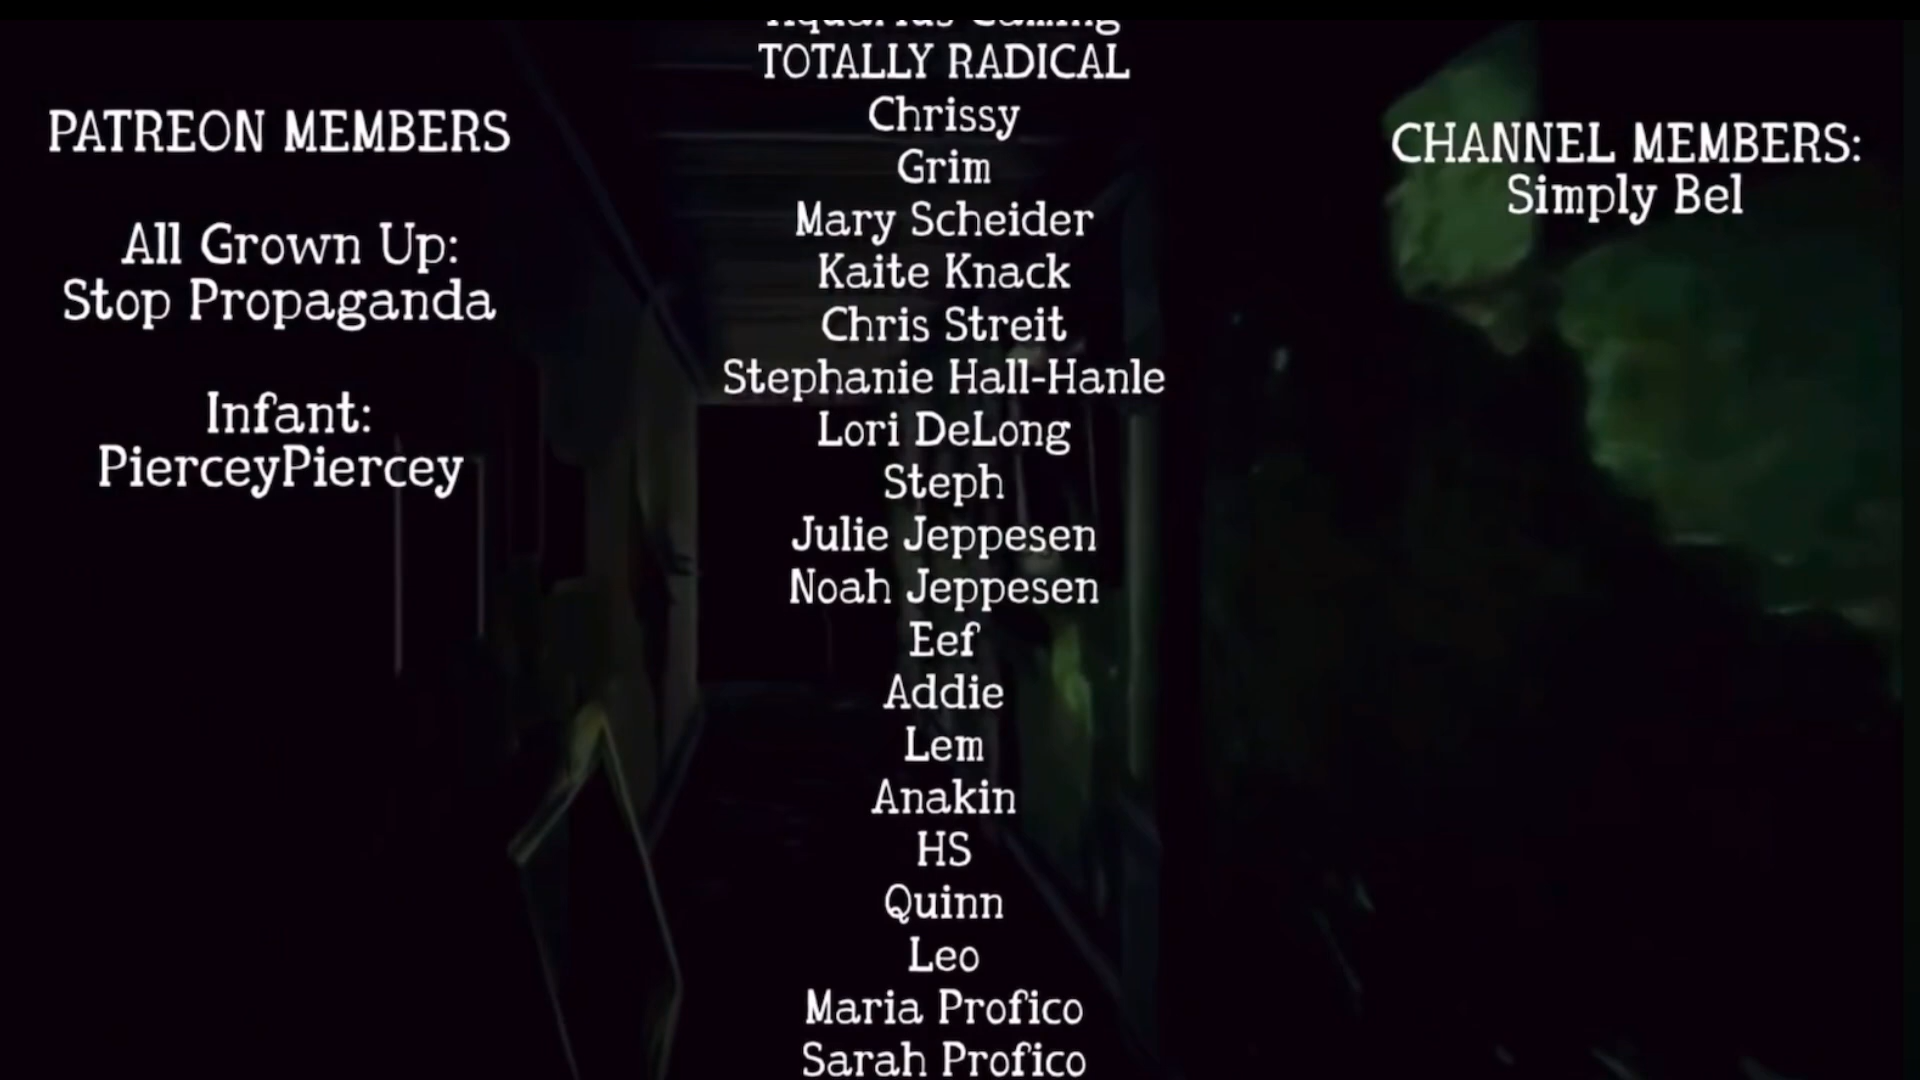 PATREON MEMBERS
All Grown Up:
Stop Propaganda
Infant:
PierceyPiercey
TOTALLY RADICAL
Chrissy
Grim
Mary Scheider
Kaite Knack
Chris Streit
Stephanie Hall-Hanle
Lori DeLong
Steph
Julie Jeppesen
Noah Jeppesen
Eef
Addie
Lem
Anakin
HS
Quinn
Leo
Maria Profico
Sarah Profico
CHANNEL MEMBERS:
Simply Bel